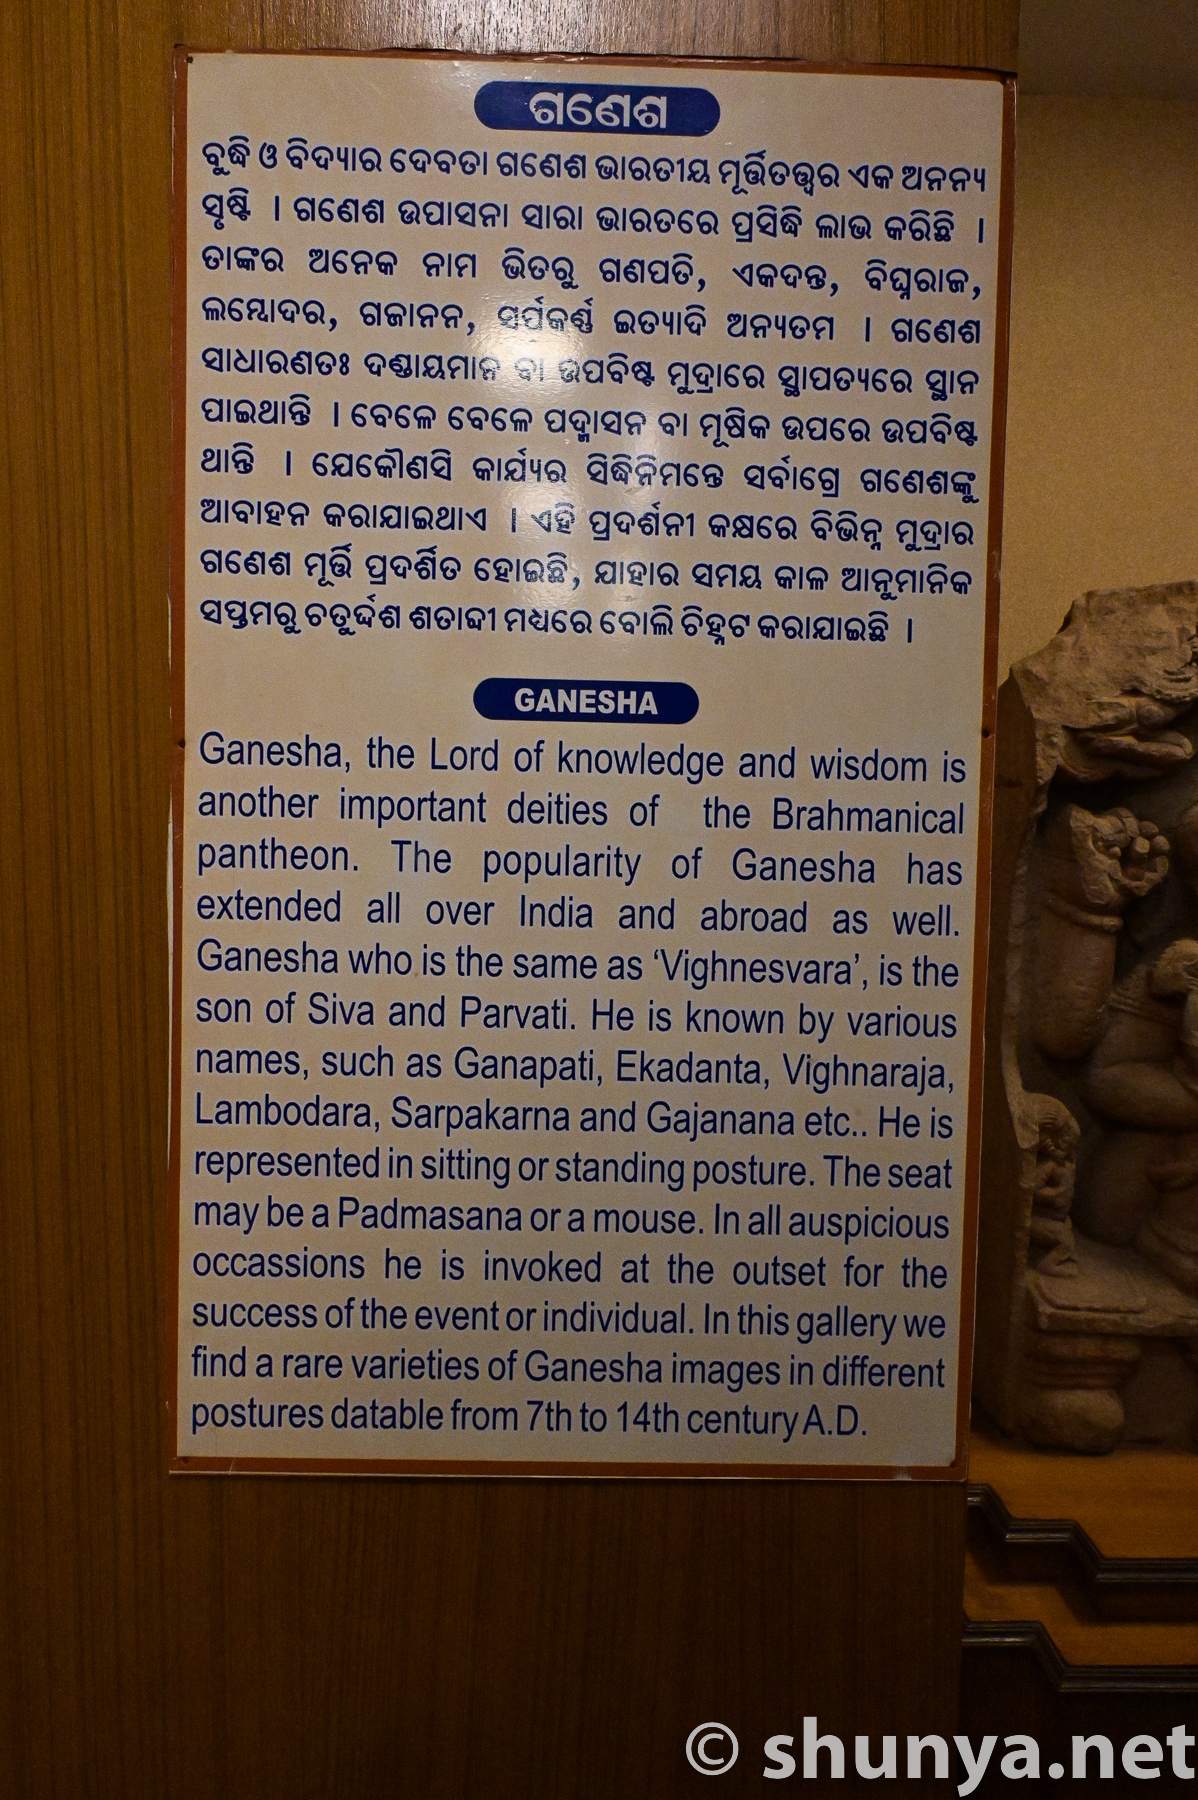 ଗଣେଶ
ବୁଦ୍ଧି ଓ ବିଦ୍ୟାର ଦେବତା ଗଣେଶ ଭାରତୀୟ ମୂର୍ତ୍ତିତତ୍ତ୍ୱର ଏକ ଅନନ୍ୟ
ସୃଷ୍ଟି । ଗଣେଶ ଉପାସନା ସାରା ଭାରତରେ ପ୍ରସିଦ୍ଧି ଲାଭ କରିଛି ।
ତାଙ୍କର ଅନେକ ନାମ ଭିତରୁ ଗଣପତି, ଏକଦନ୍ତ, ବିଘ୍ନରାଜ,
ଲମ୍ବୋଦର, ଗଜାନନ, ସର୍ପକର୍ଣ୍ଣ ଇତ୍ୟାଦି ଅନ୍ୟତମ । ଗଣେଶ
ସାଧାରଣତଃ ଦଣ୍ଡାୟମାନ ବା ଉପବିଷ୍ଟ ମୁଦ୍ରାରେ ସ୍ଥାପତ୍ୟରେ ସ୍ଥାନ
ପାଇଥାନ୍ତି । ବେଳେ ବେଳେ ପଦ୍ମାସନ ବା ମୂଷିକ ଉପରେ ଉପବିଷ୍ଟ
ଥାନ୍ତି । ଯେକୌଣସି କାର୍ଯ୍ୟର ସିଦ୍ଧିନିମନ୍ତେ ସର୍ବାଗ୍ରେ ଗଣେଶଙ୍କୁ
ଆବାହନ କରାଯାଇଥାଏ । ଏହି ପ୍ରଦର୍ଶନୀ କକ୍ଷରେ ବିଭିନ୍ନ ମୁଦ୍ରାର
ଗଣେଶ ମୂର୍ତ୍ତି ପ୍ରଦର୍ଶିତ ହୋଇଛି, ଯାହାର ସମୟ କାଳ ଆନୁମାନିକ
ସପ୍ତମରୁ ଚତୁର୍ଦ୍ଦଶ ଶତାବ୍ଦୀ ମଧ୍ୟରେ ବୋଲି ଚିହ୍ନଟ କରାଯାଇଛି ।
GANESHA
Ganesha, the Lord of knowledge and wisdom is
another important deities of the Brahmanical
pantheon. The popularity of Ganesha has
extended all over India and abroad as well.
Ganesha who is the same as ‘Vighnesvara’, is the
son of Siva and Parvati. He is known by various
names, such as Ganapati, Ekadanta, Vighnaraja,
Lambodara, Sarpakarna and Gajanana etc.. He is
represented in sitting or standing posture. The seat
may be a Padmasana or a mouse. In all auspicious
occassions he is invoked at the outset for the
success of the event or individual. In this gallery we
find a rare varieties of Ganesha images in different
postures datable from 7th to 14th century A.D.
© shunya.net